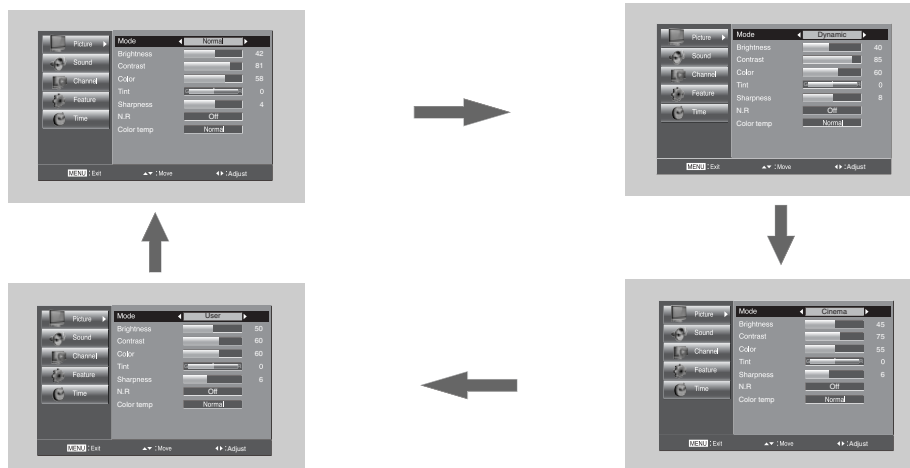 Picture
Sound
Channel
Feature
Time
Mode Normal
Brightness 42
Contrast 81
Color 58
Tint 0
Sharpness 4
N.R Off
Color temp Normal
MENU : Exit ▲▼ : Move ◀▶ : Adjust
Picture
Sound
Channel
Feature
Time
Mode Dynamic
Brightness 40
Contrast 85
Color 60
Tint 0
Sharpness 8
N.R Off
Color temp Normal
MENU : Exit ▲▼ : Move ◀▶ : Adjust
Picture
Sound
Channel
Feature
Time
Mode User
Brightness 50
Contrast 60
Color 60
Tint 0
Sharpness 6
N.R Off
Color temp Normal
MENU : Exit ▲▼ : Move ◀▶ : Adjust
Picture
Sound
Channel
Feature
Time
Mode Cinema
Brightness 45
Contrast 75
Color 55
Tint 0
Sharpness 6
N.R Off
Color temp Normal
MENU : Exit ▲▼ : Move ◀▶ : Adjust